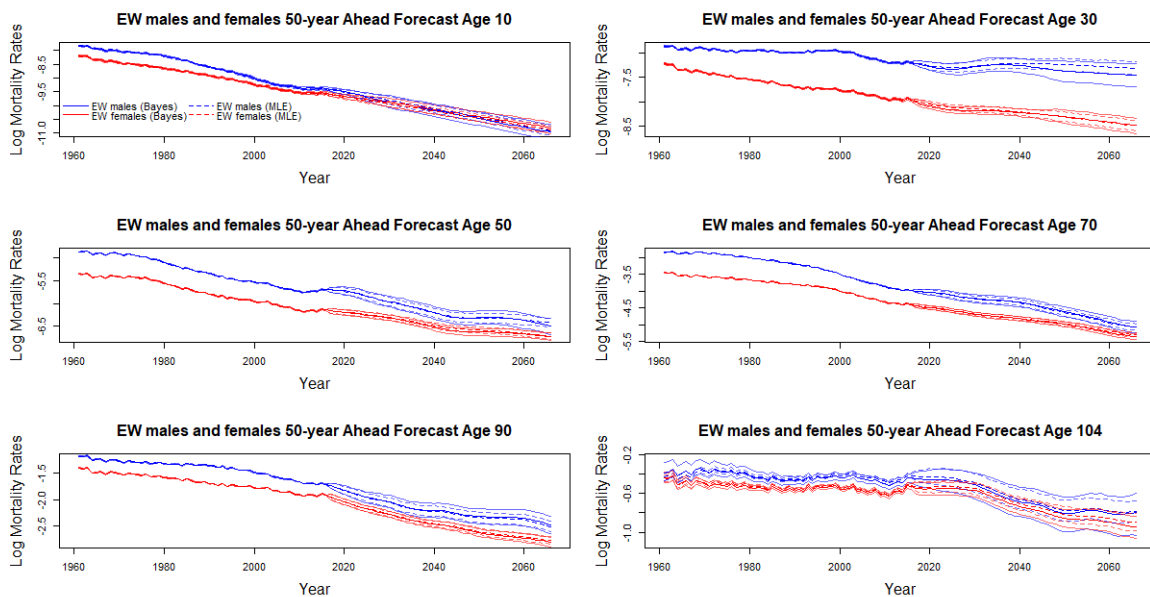 EW males and females 50-year Ahead Forecast Age 10
Log Mortality Rates
-8.5
-9.5
-11.0
EW males (Bayes)
EW males (MLE)
EW females (Bayes)
EW females (MLE)
1960 1980 2000 2020 2040 2060
Year
EW males and females 50-year Ahead Forecast Age 30
Log Mortality Rates
-7.5
-8.5
1960 1980 2000 2020 2040 2060
Year
EW males and females 50-year Ahead Forecast Age 50
Log Mortality Rates
-5.5
-6.5
1960 1980 2000 2020 2040 2060
Year
EW males and females 50-year Ahead Forecast Age 70
Log Mortality Rates
-3.5
-4.5
-5.5
1960 1980 2000 2020 2040 2060
Year
EW males and females 50-year Ahead Forecast Age 90
Log Mortality Rates
-1.5
-2.0
-2.5
1960 1980 2000 2020 2040 2060
Year
EW males and females 50-year Ahead Forecast Age 104
Log Mortality Rates
-0.2
-0.6
-1.0
1960 1980 2000 2020 2040 2060
Year